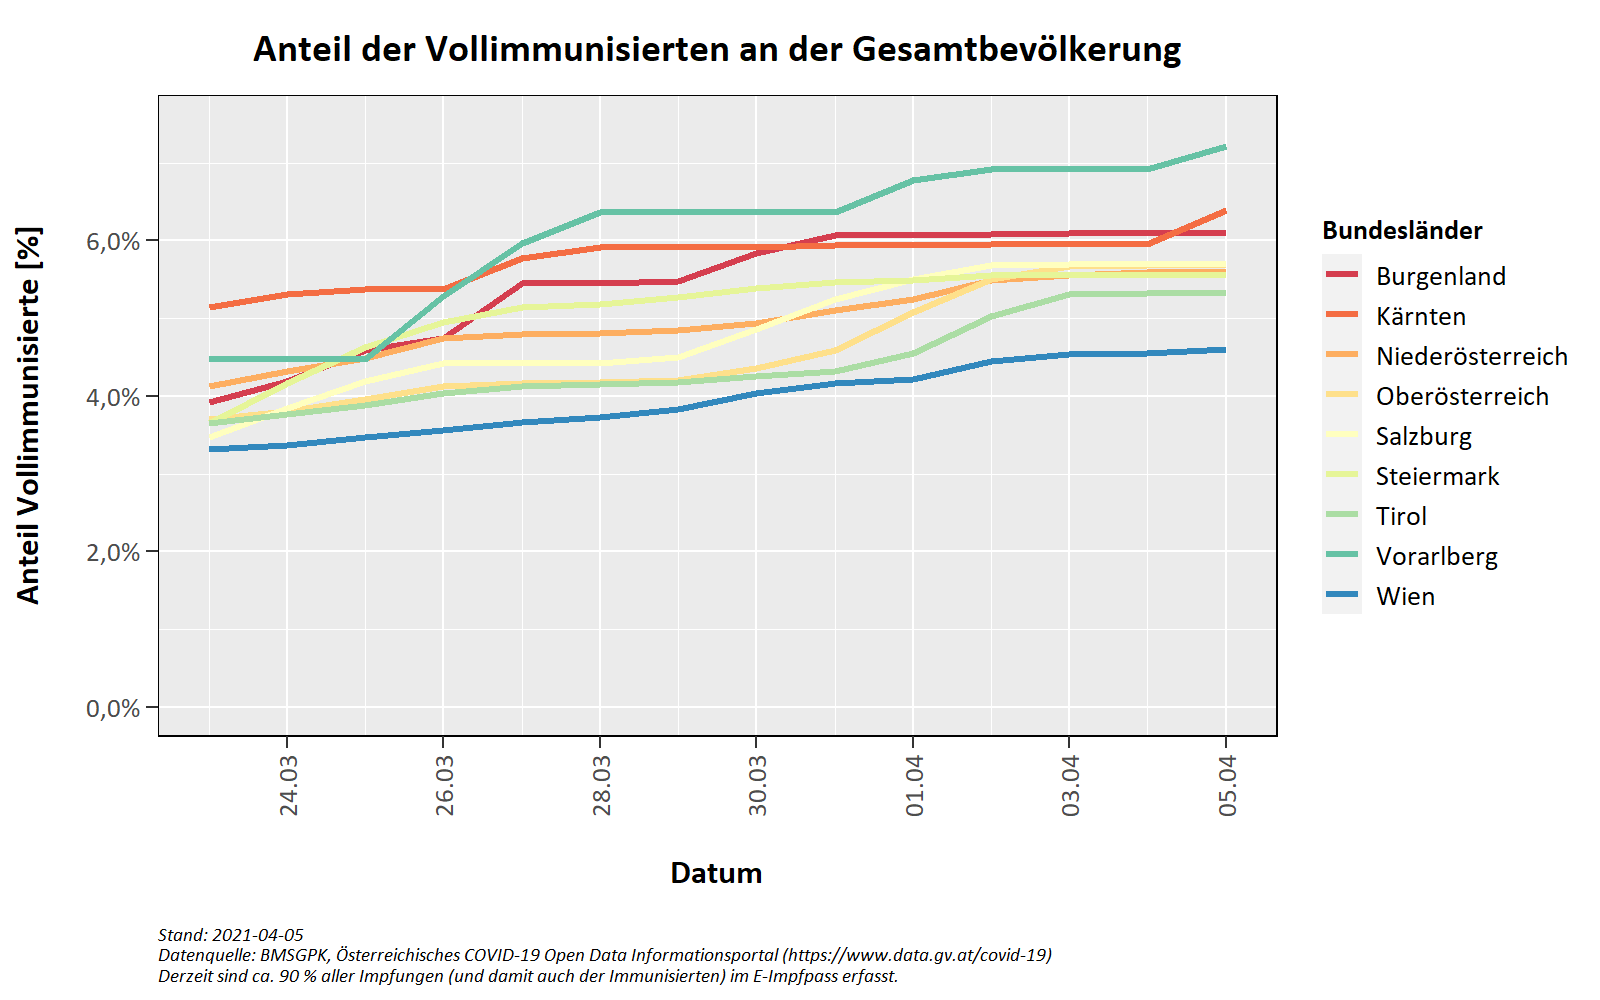 Anteil der Vollimmunisierten an der Gesamtbevölkerung
Anteil Vollimmunisierte [%]
6,0%
4,0%
2,0%
0,0%
24.03
26.03
28.03
30.03
01.04
03.04
05.04
Datum
Bundesländer
Burgenland
Kärnten
Niederösterreich
Oberösterreich
Salzburg
Steiermark
Tirol
Vorarlberg
Wien
Stand: 2021-04-05
Datenquelle: BMSGPK, Österreichisches COVID-19 Open Data Informationsportal (https://www.data.gv.at/covid-19)
Derzeit sind ca. 90 % aller Impfungen (und damit auch der Immunisierten) im E-Impfpass erfasst.